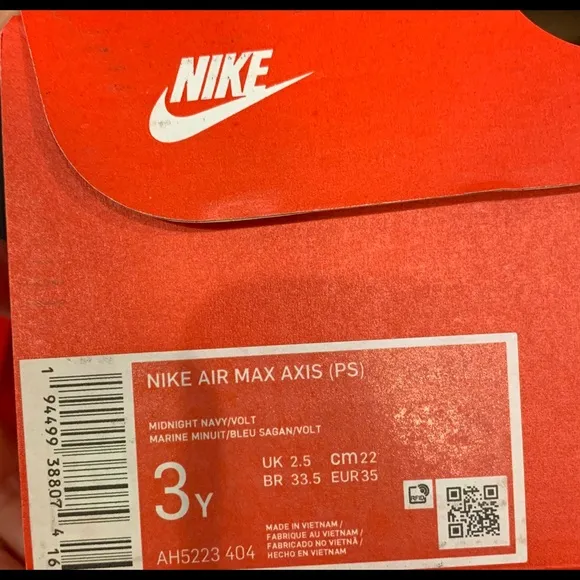 NIKE
NIKE AIR MAX AXIS (PS)
MIDNIGHT NAVY/VOLT
MARINE MINUIT/BLEU SAGAN/VOLT
3Y
UK 2.5 cm 22
BR 33.5 EUR 35
MADE IN VIETNAM /
FABRIQUE AU VIETNAM /
FABRICADO NO VIETNÃ /
HECHO EN VIETNAM
AH5223 404
1 94499 38807 416